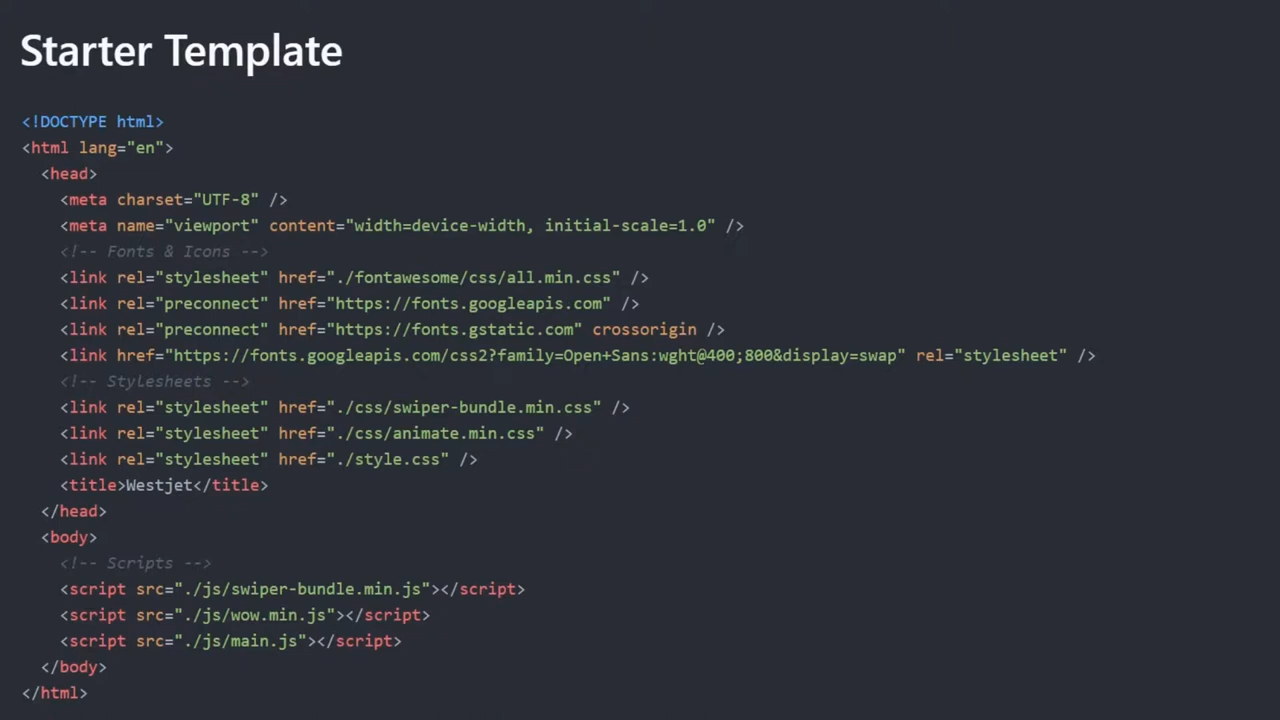 Starter Template
<!DOCTYPE html>
<html lang="en">
  <head>
    <meta charset="UTF-8" />
    <meta name="viewport" content="width=device-width, initial-scale=1.0" />
    <!-- Fonts & Icons -->
    <link rel="stylesheet" href="./fontawesome/css/all.min.css" />
    <link rel="preconnect" href="https://fonts.googleapis.com" />
    <link rel="preconnect" href="https://fonts.gstatic.com" crossorigin />
    <link href="https://fonts.googleapis.com/css2?family=Open+Sans:wght@400;800&display=swap" rel="stylesheet" />
    <!-- Stylesheets -->
    <link rel="stylesheet" href="./css/swiper-bundle.min.css" />
    <link rel="stylesheet" href="./css/animate.min.css" />
    <link rel="stylesheet" href="./style.css" />
    <title>Westjet</title>
  </head>
  <body>
    <!-- Scripts -->
    <script src="./js/swiper-bundle.min.js"></script>
    <script src="./js/wow.min.js"></script>
    <script src="./js/main.js"></script>
  </body>
</html>